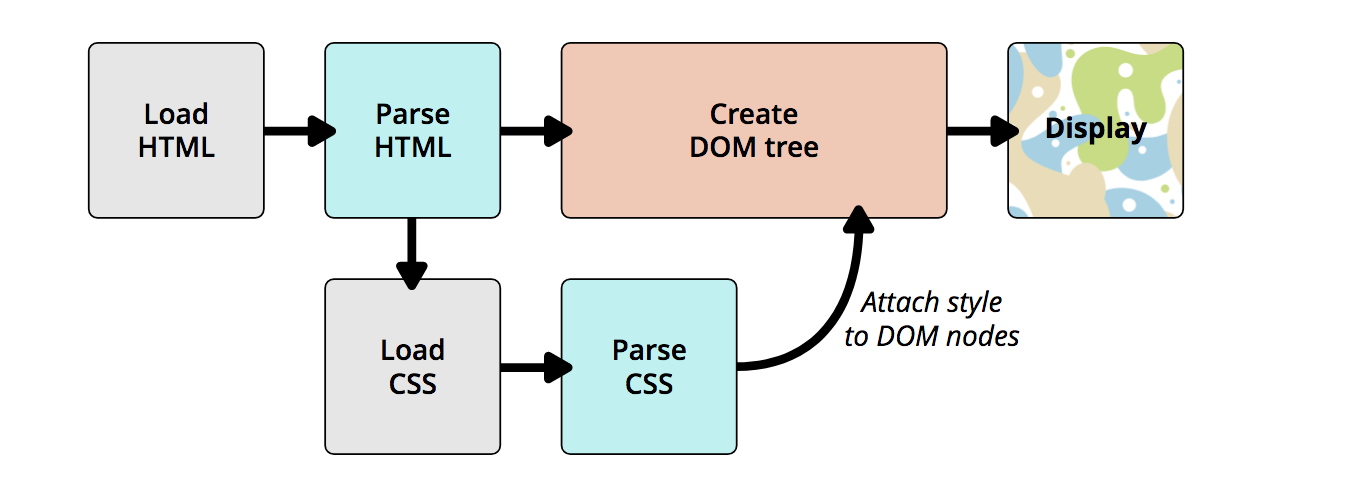 Load
HTML
Parse
HTML
Create
DOM tree
Display
Load
CSS
Parse
CSS
Attach style
to DOM nodes